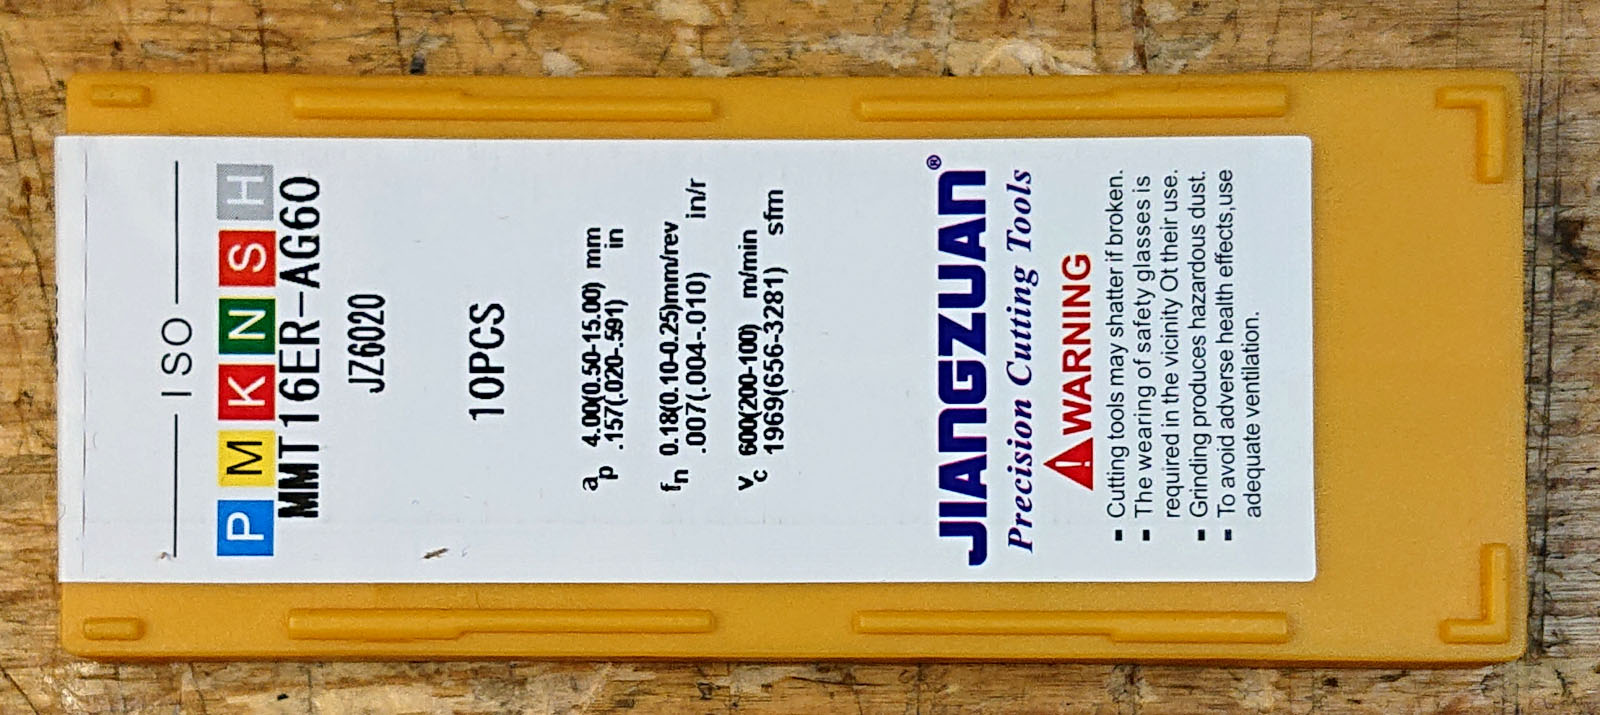 ISO
P M K N S H
MMT16ER-AG60
JZ6020
10PCS
ap 4.00(0.50-15.00) mm
.157(.020-.591) in
fn 0.18(0.10-0.25)mm/rev
.007(.004-.010) in/r
vc 600(200-100) m/min
1969(656-3281) sfm
JIANGZUAN®
Precision Cutting Tools
WARNING
▪ Cutting tools may shatter if broken.
▪ The wearing of safety glasses is
required in the vicinity Ot their use.
▪ Grinding produces hazardous dust.
▪ To avoid adverse health effects,use
adequate ventilation.